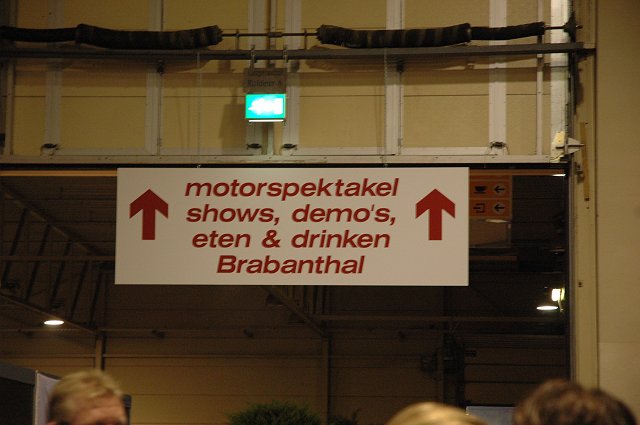 motorspektakel
shows, demo's,
eten & drinken
Brabanthal